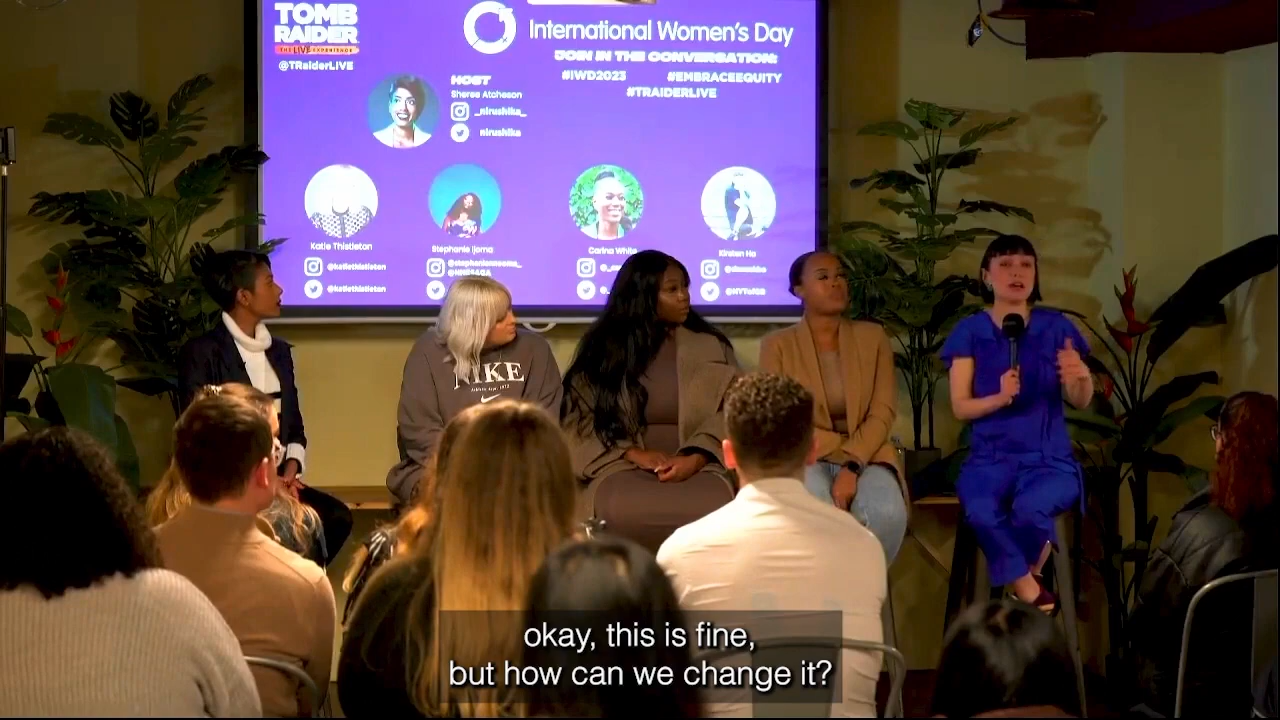 TOMB
RAIDER
THE LIVE EXPERIENCE
@TRaiderLIVE
International Women's Day
JOIN IN THE CONVERSATION:
#IWD2023 #EMBRACEEQUITY
#TRAIDERLIVE
HOST
Sheree Atcheson
_nirushika_
nirushika
Katie Thistleton
@katiethistleton
@katiethistleton
Stephanie Ijoma
Carina White
Kirsten Ha
NIKE
okay, this is fine,
but how can we change it?